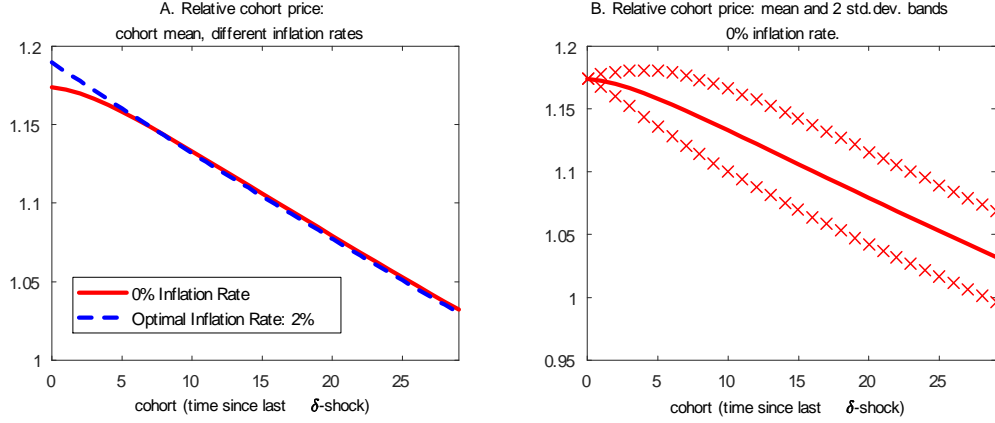 A. Relative cohort price:
cohort mean, different inflation rates
1.2
1.15
1.1
1.05
1
0% Inflation Rate
Optimal Inflation Rate: 2%
0 5 10 15 20 25
cohort (time since last δ-shock)
B. Relative cohort price: mean and 2 std.dev. bands
0% inflation rate.
1.2
1.15
1.1
1.05
1
0.95
0 5 10 15 20 25
cohort (time since last δ-shock)